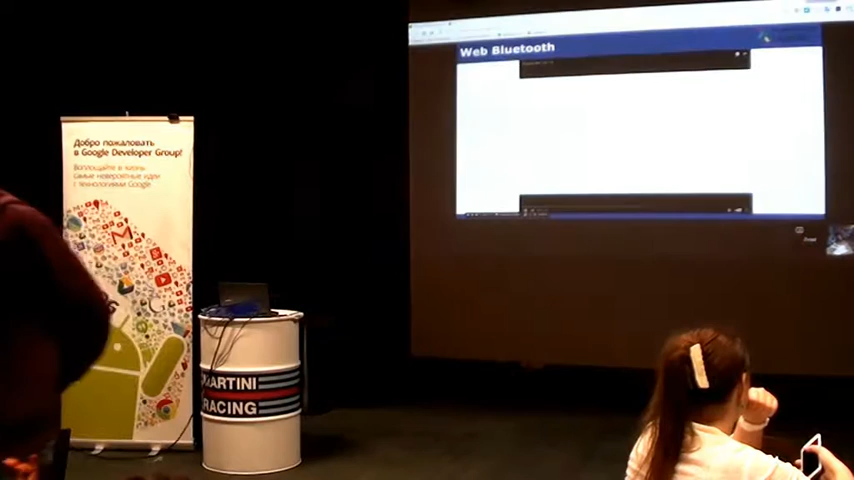 Web Bluetooth
Добро пожаловать
в Google Developer Group!
Воплощайте в жизнь
самые невероятные идеи
с технологиями Google
MARTINI
RACING